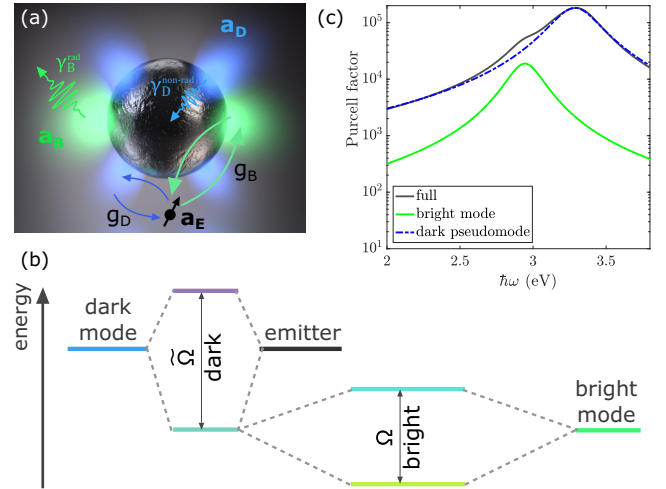 (a)
a_D
γ_B^rad
γ_D^non-rad
a_B
g_B
g_D
a_E
(b)
energy
dark
mode
Ω̃
dark
emitter
Ω
bright
bright
mode
(c)
Purcell factor
10^5
10^4
10^3
10^2
10^1
full
bright mode
dark pseudomode
2
2.5
3
3.5
ħω (eV)